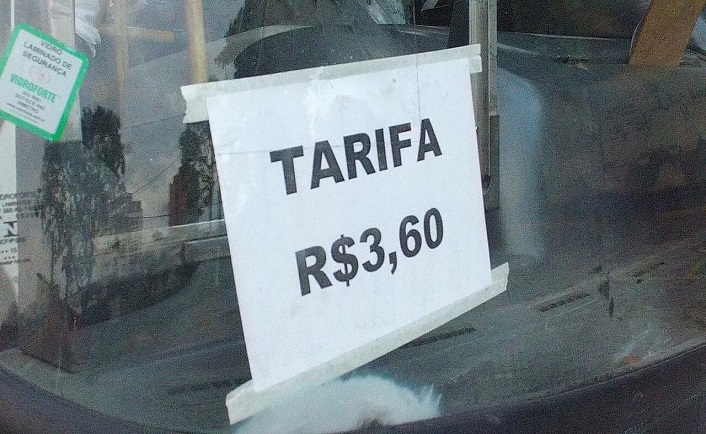 VIDRO
LAMINADO DE
SEGURANÇA
VIDROFORTE
TARIFA
R$3,60